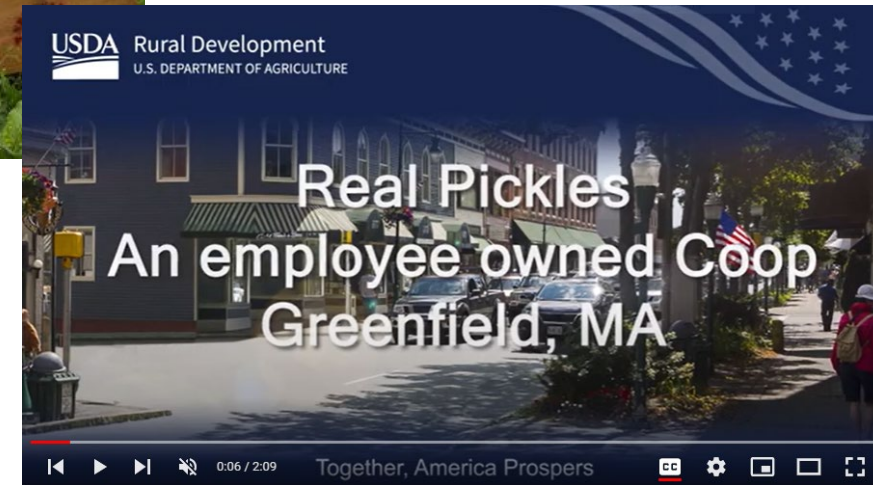 USDA Rural Development
U.S. DEPARTMENT OF AGRICULTURE
Real Pickles
An employee owned Coop
Greenfield, MA
0:06 / 2:09
Together, America Prospers
CC